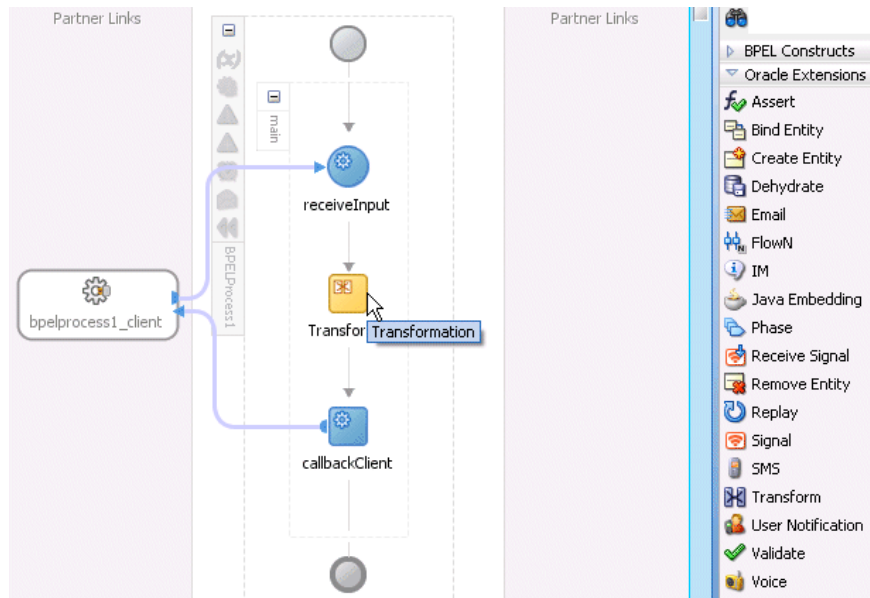 Partner Links
Partner Links
main
receiveInput
BPELProcess1
bpelprocess1_client
Transfor
Transformation
callbackClient
BPEL Constructs
Oracle Extensions
Assert
Bind Entity
Create Entity
Dehydrate
Email
FlowN
IM
Java Embedding
Phase
Receive Signal
Remove Entity
Replay
Signal
SMS
Transform
User Notification
Validate
Voice